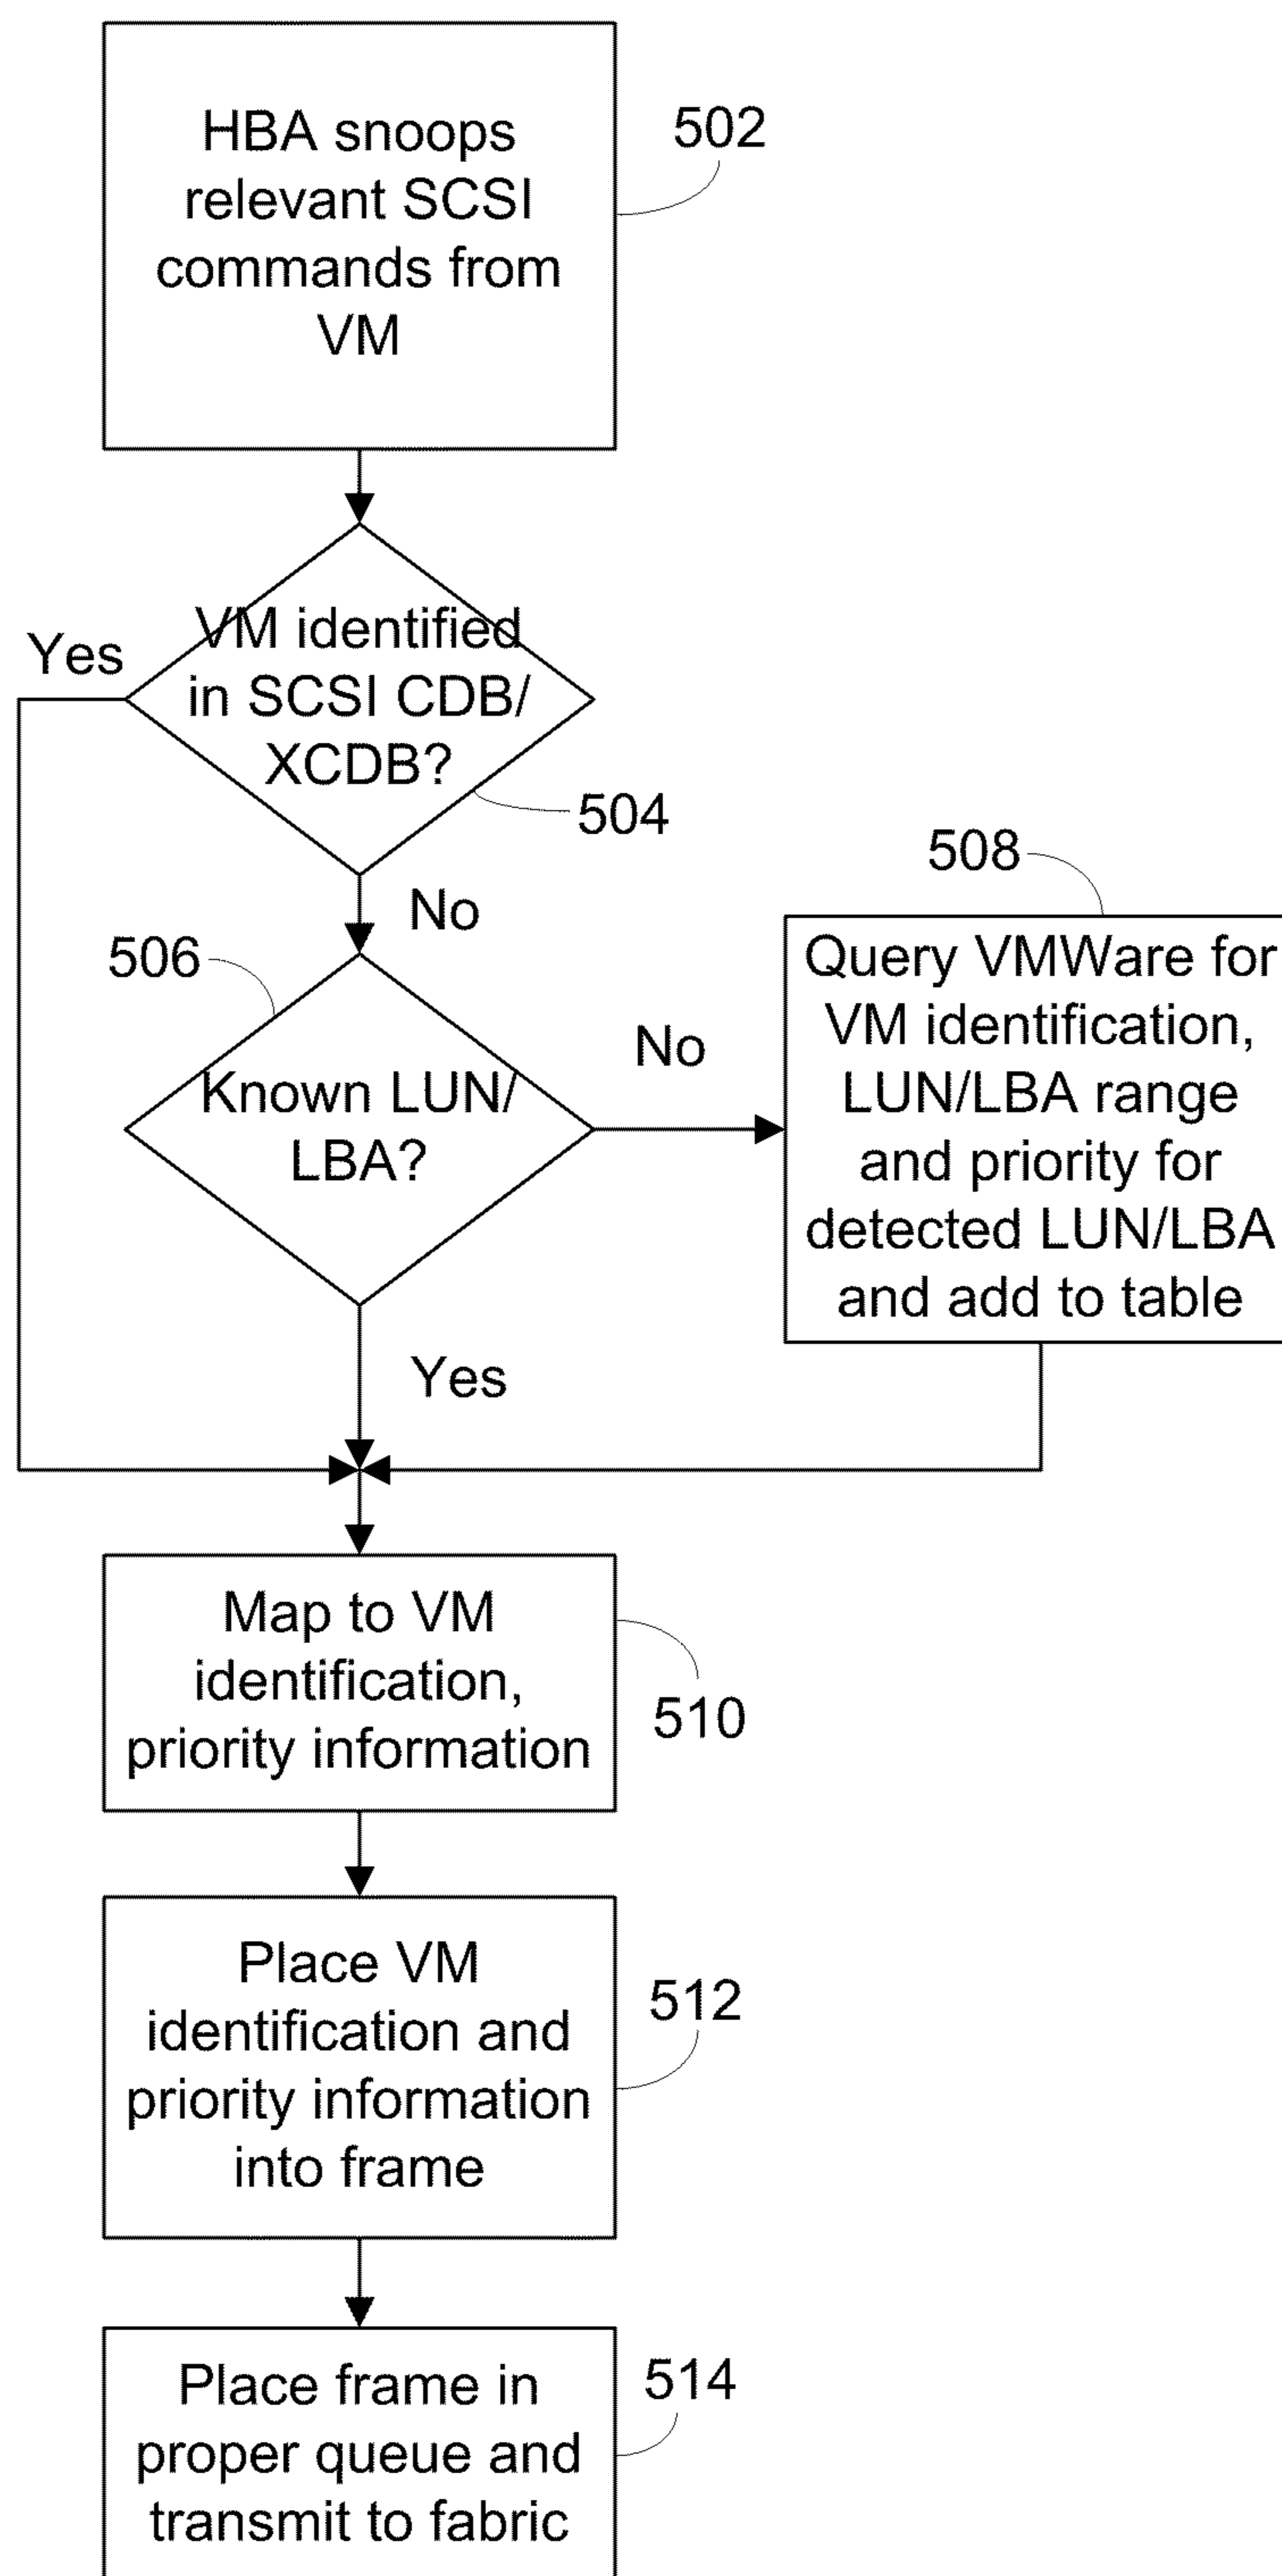 HBA snoops
relevant SCSI
commands from
VM
502
VM identified
in SCSI CDB/
XCDB?
Yes
504
No
506
Known LUN/
LBA?
No
508
Query VMWare for
VM identification,
LUN/LBA range
and priority for
detected LUN/LBA
and add to table
Yes
Map to VM
identification,
priority information
510
Place VM
identification and
priority information
into frame
512
Place frame in
proper queue and
transmit to fabric
514